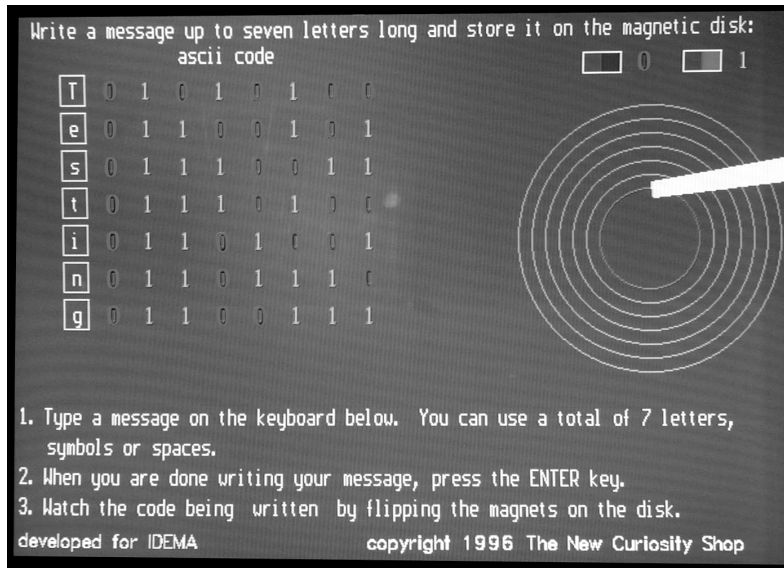 Write a message up to seven letters long and store it on the magnetic disk:
ascii code
0 1
T 0 1 0 1 0 1 0 0
e 0 1 1 0 0 1 0 1
s 0 1 1 1 0 0 1 1
t 0 1 1 1 0 1 0 0
i 0 1 1 0 1 0 0 1
n 0 1 1 0 1 1 1 0
g 0 1 1 0 0 1 1 1
1. Type a message on the keyboard below. You can use a total of 7 letters,
symbols or spaces.
2. When you are done writing your message, press the ENTER key.
3. Watch the code being written by flipping the magnets on the disk.
developed for IDEMA copyright 1996 The New Curiosity Shop